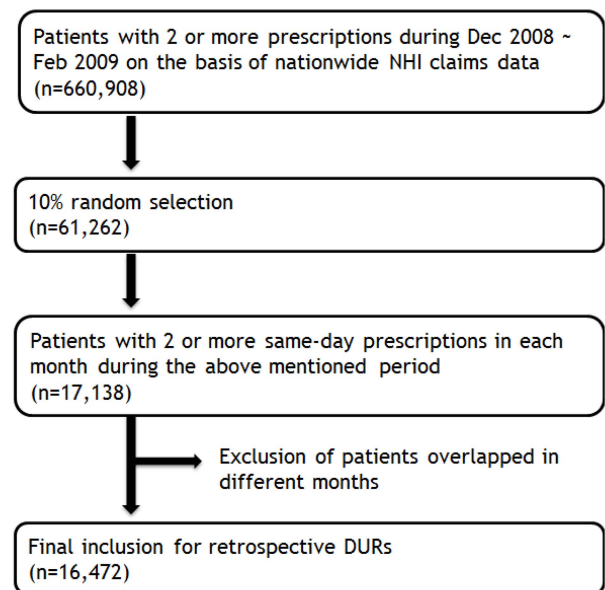 Patients with 2 or more prescriptions during Dec 2008 ~
Feb 2009 on the basis of nationwide NHI claims data
(n=660,908)
10% random selection
(n=61,262)
Patients with 2 or more same-day prescriptions in each
month during the above mentioned period
(n=17,138)
Exclusion of patients overlapped in
different months
Final inclusion for retrospective DURs
(n=16,472)